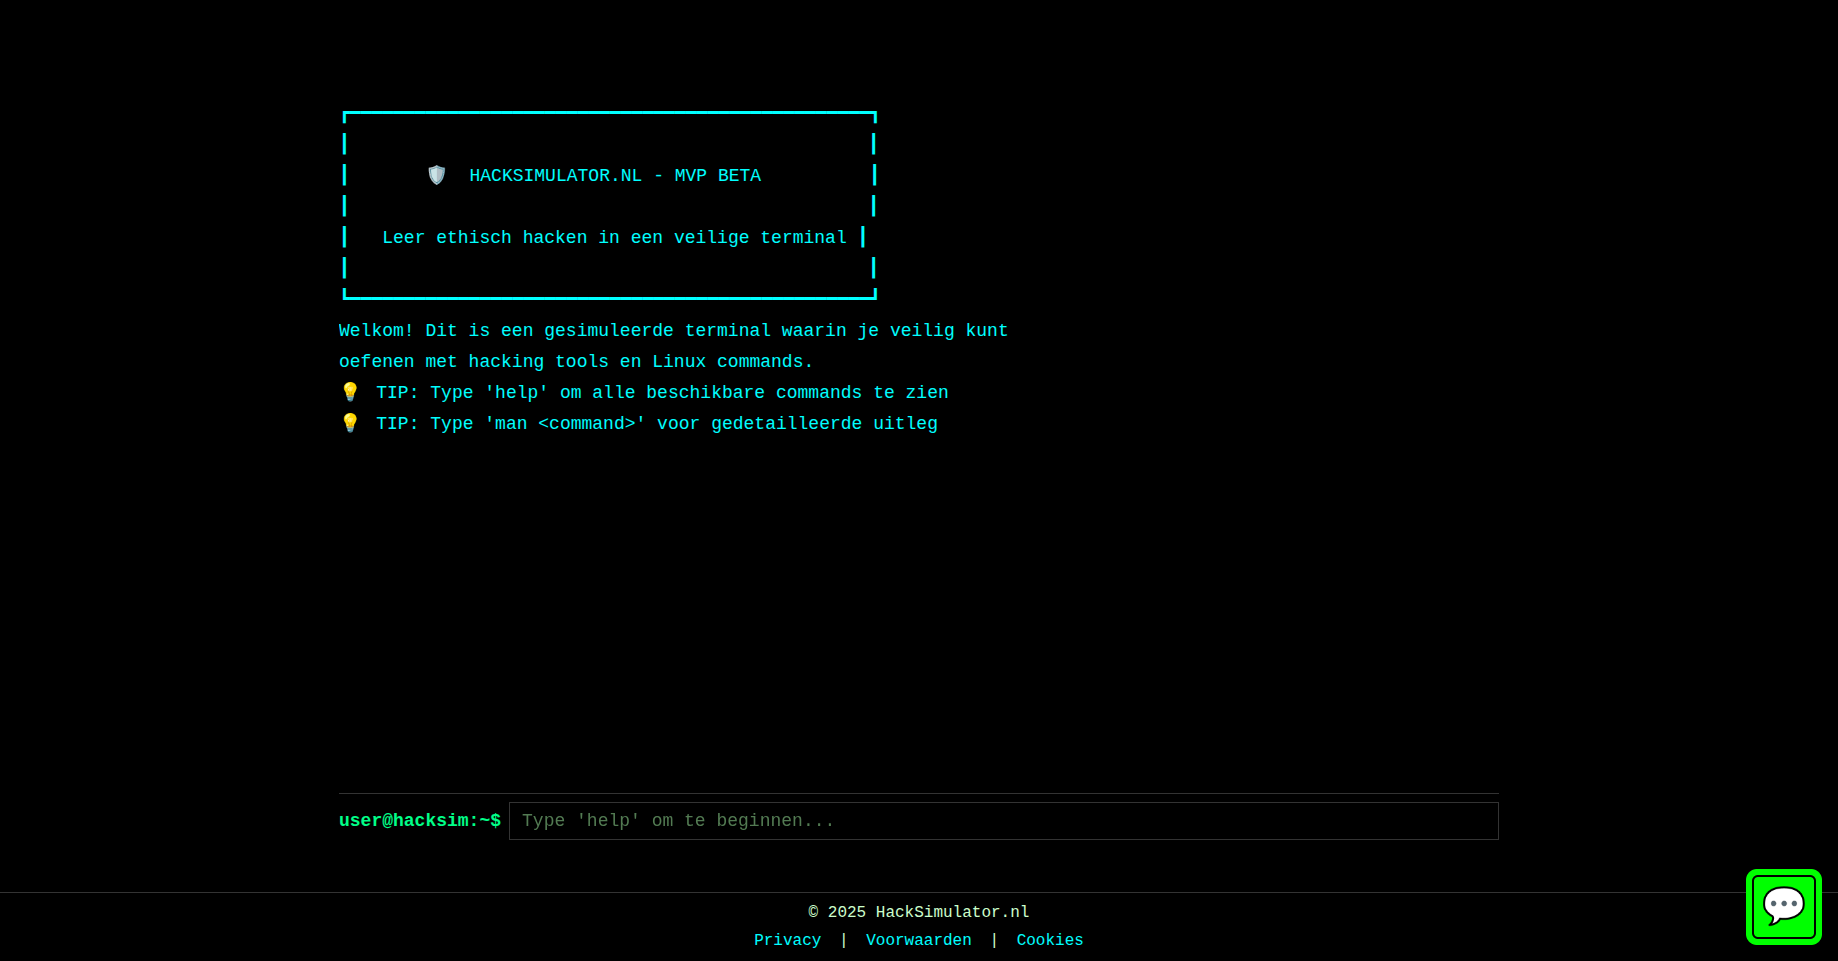 🛡️ HACKSIMULATOR.NL - MVP BETA
Leer ethisch hacken in een veilige terminal
Welkom! Dit is een gesimuleerde terminal waarin je veilig kunt
oefenen met hacking tools en Linux commands.
💡 TIP: Type 'help' om alle beschikbare commands te zien
💡 TIP: Type 'man <command>' voor gedetailleerde uitleg
user@hacksim:~$ Type 'help' om te beginnen...
© 2025 HackSimulator.nl
Privacy | Voorwaarden | Cookies